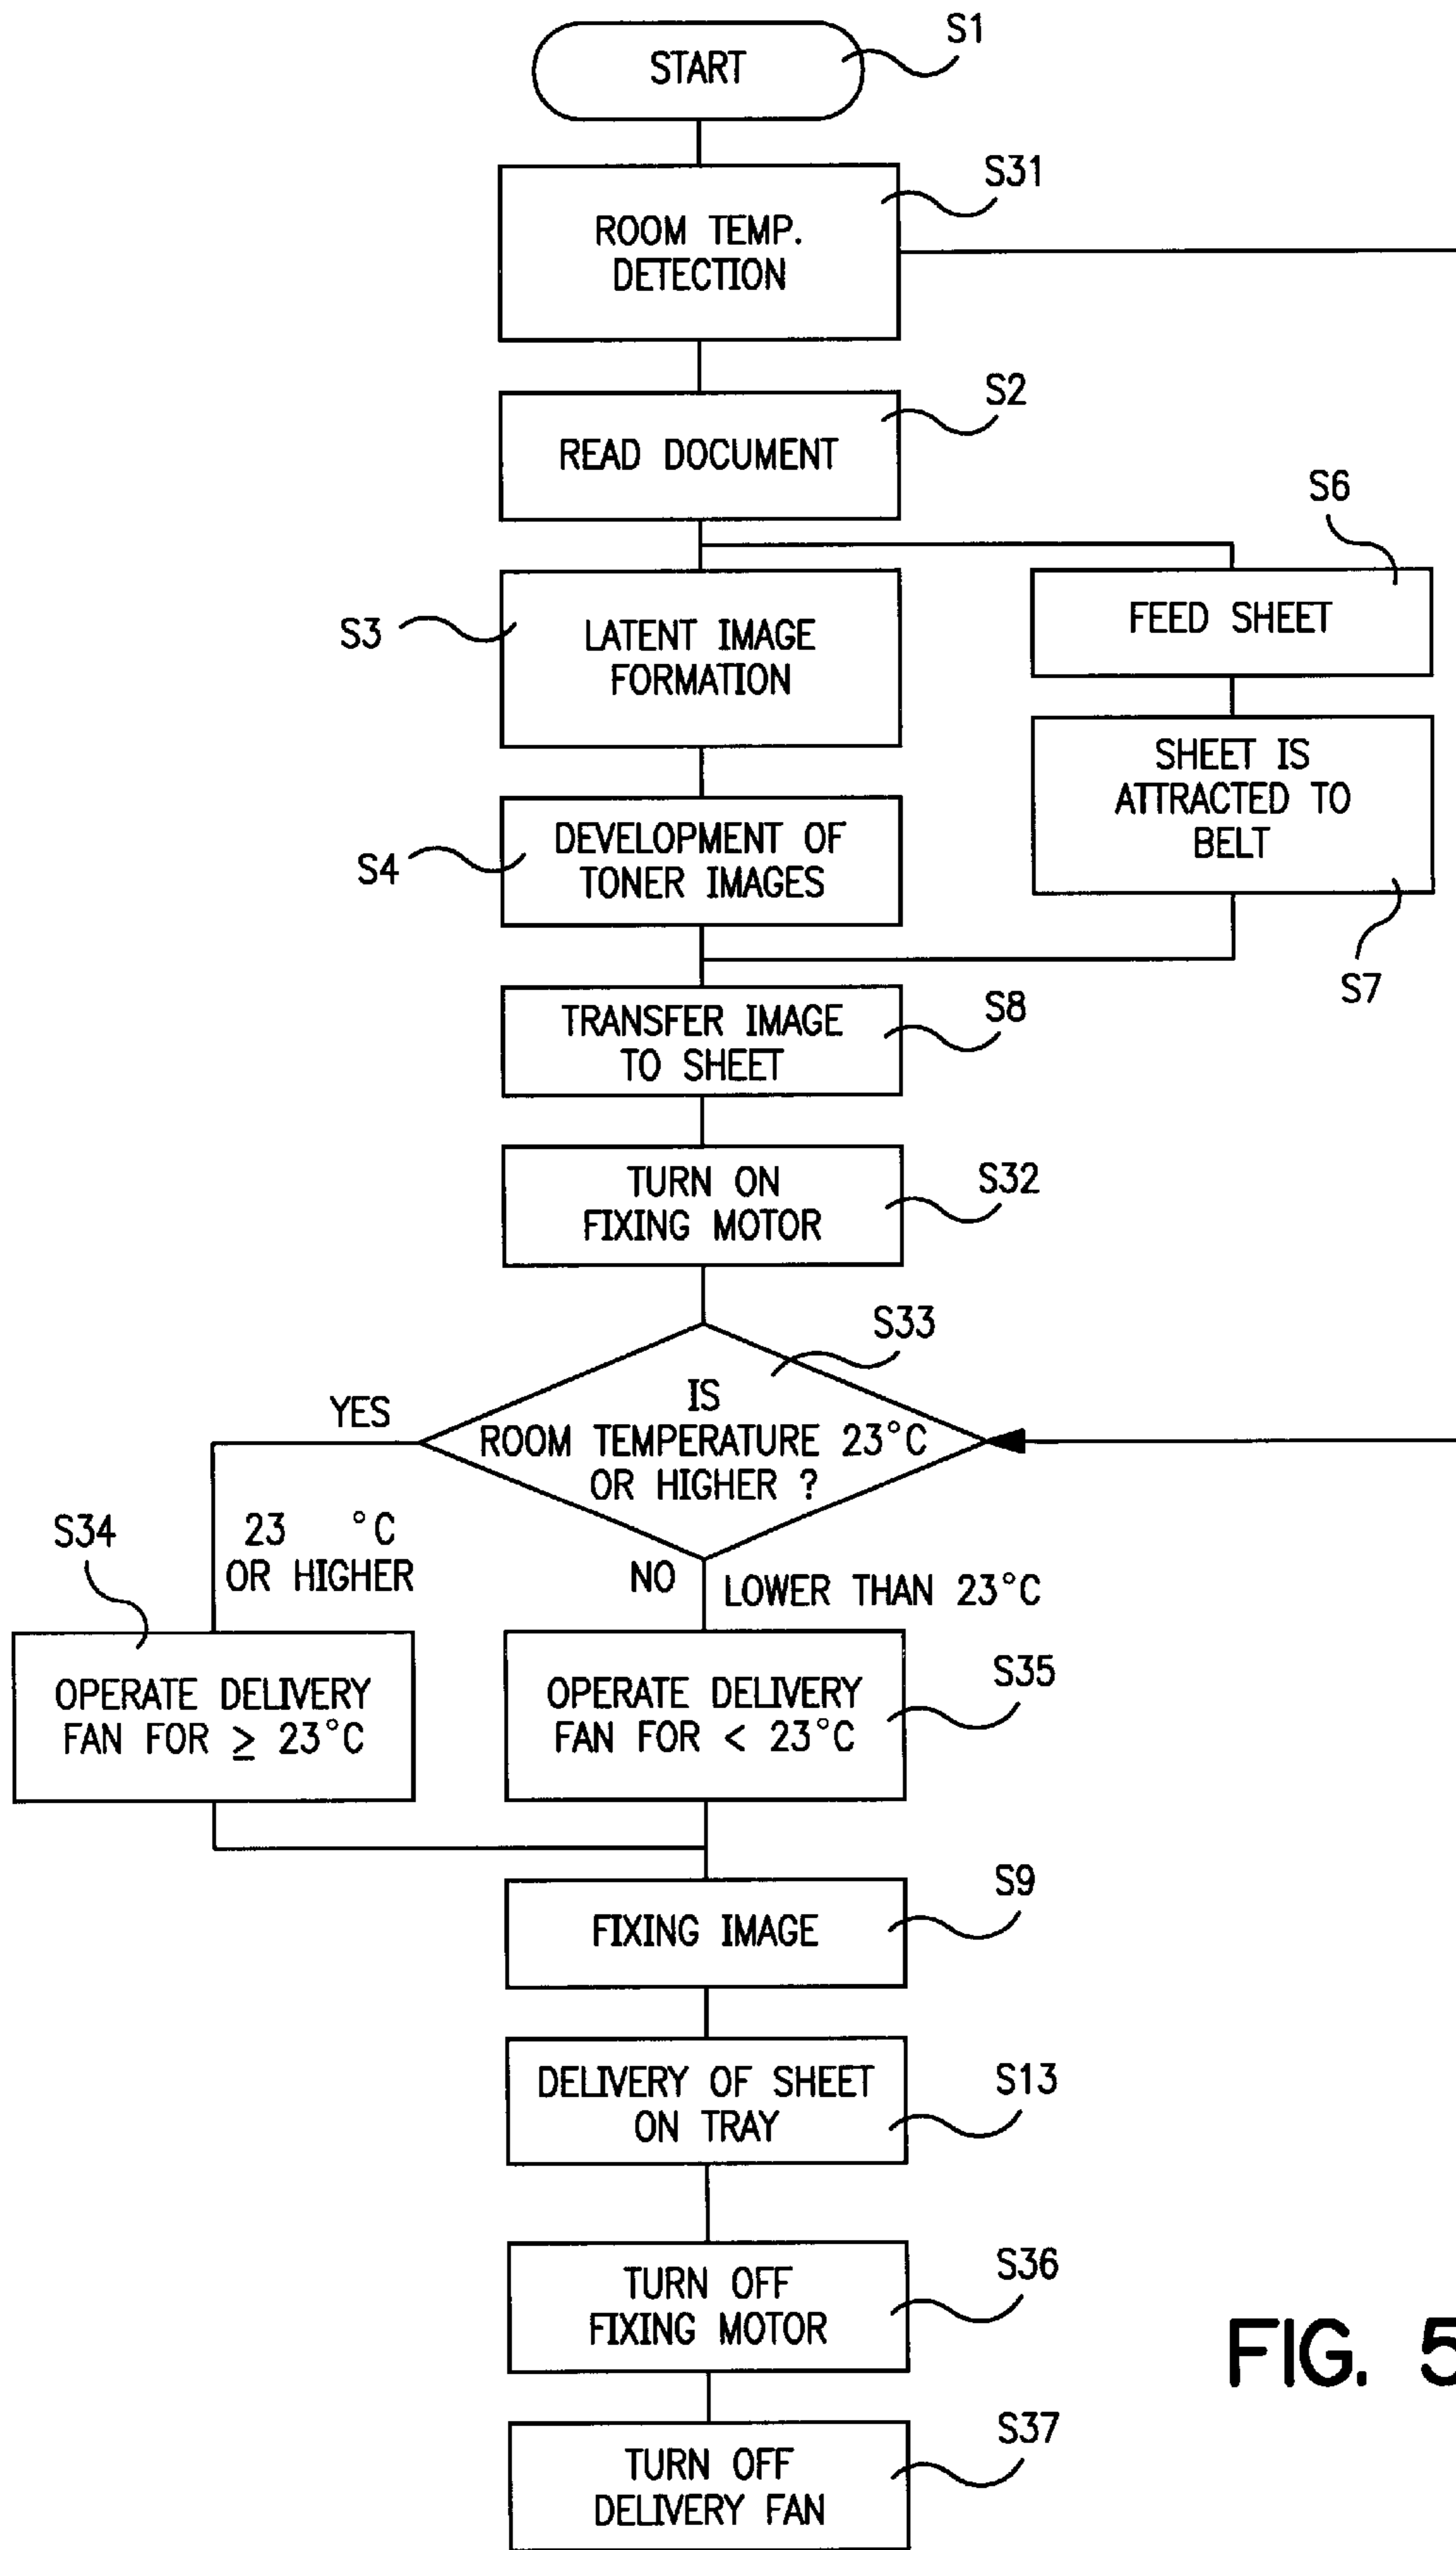 START
S1
S31
ROOM TEMP.
DETECTION
S2
READ DOCUMENT
S6
FEED SHEET
S3
LATENT IMAGE
FORMATION
SHEET IS
ATTRACTED TO
BELT
S7
S4
DEVELOPMENT OF
TONER IMAGES
S8
TRANSFER IMAGE
TO SHEET
S32
TURN ON
FIXING MOTOR
S33
IS
ROOM TEMPERATURE 23°C
OR HIGHER ?
YES
23 °C
OR HIGHER
NO
LOWER THAN 23°C
S34
OPERATE DELIVERY
FAN FOR ≥ 23°C
S35
OPERATE DELIVERY
FAN FOR < 23°C
S9
FIXING IMAGE
S13
DELIVERY OF SHEET
ON TRAY
S36
TURN OFF
FIXING MOTOR
FIG. 5
S37
TURN OFF
DELIVERY FAN